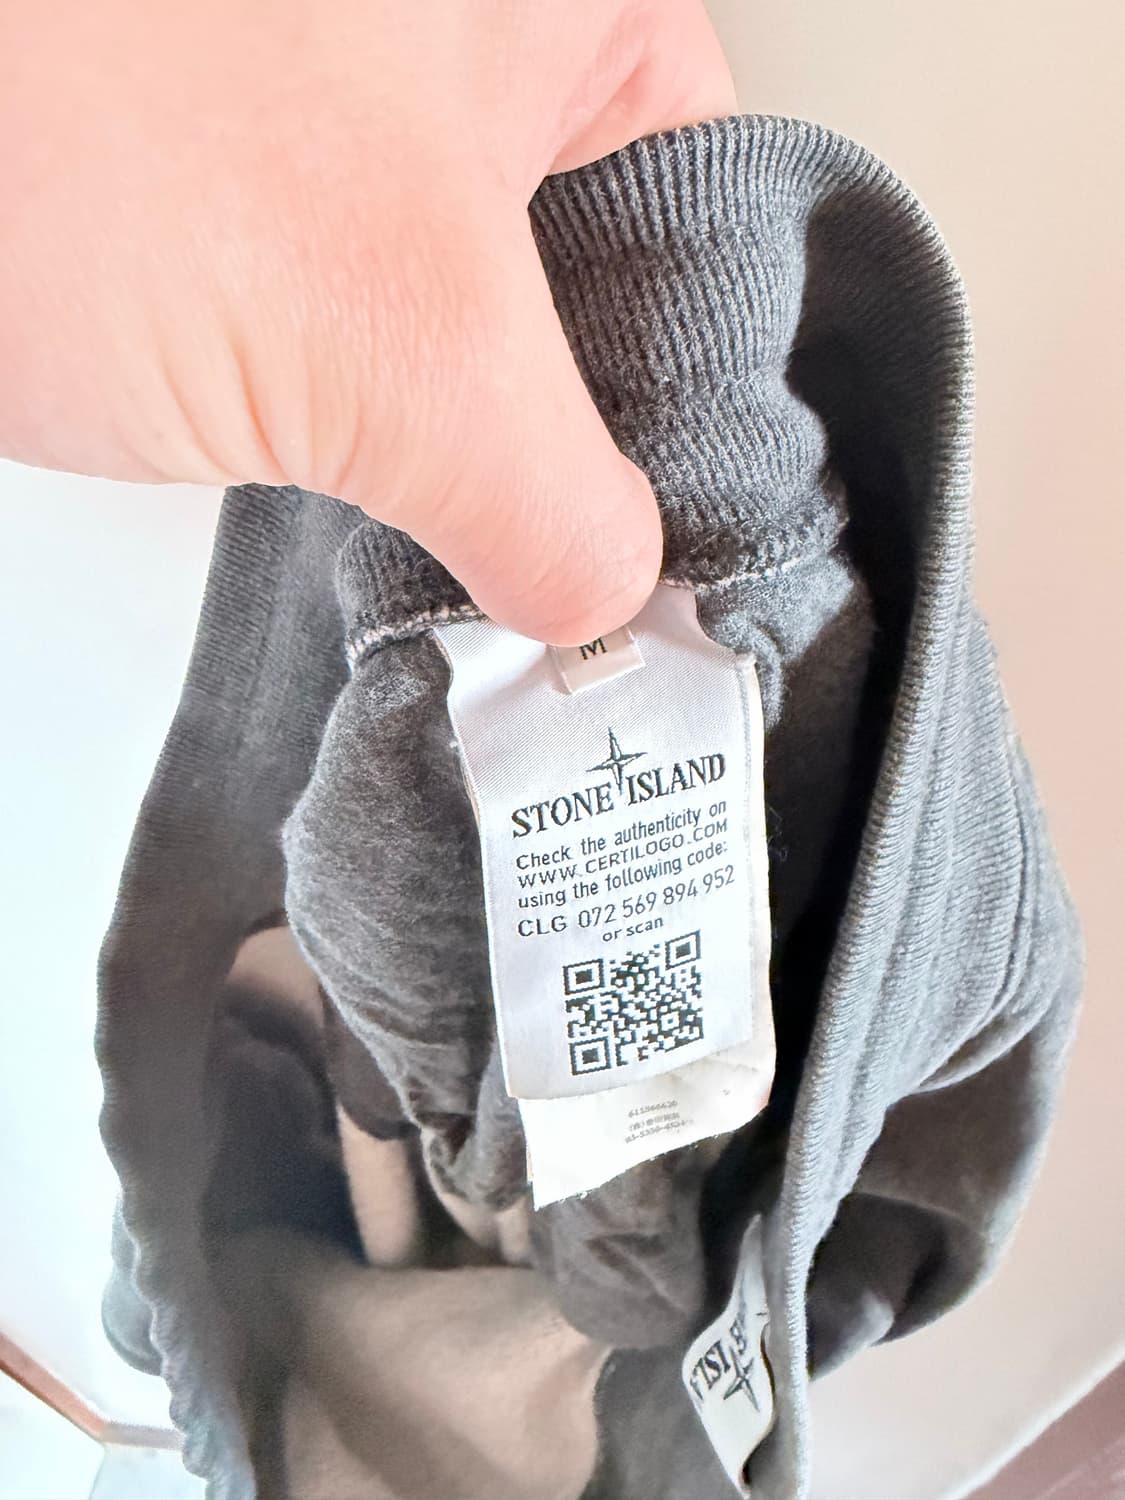 M
STONE ISLAND
Check the authenticity on
WWW.CERTILOGO.COM
using the following code:
CLG 072 569 894 952
or scan
ISL